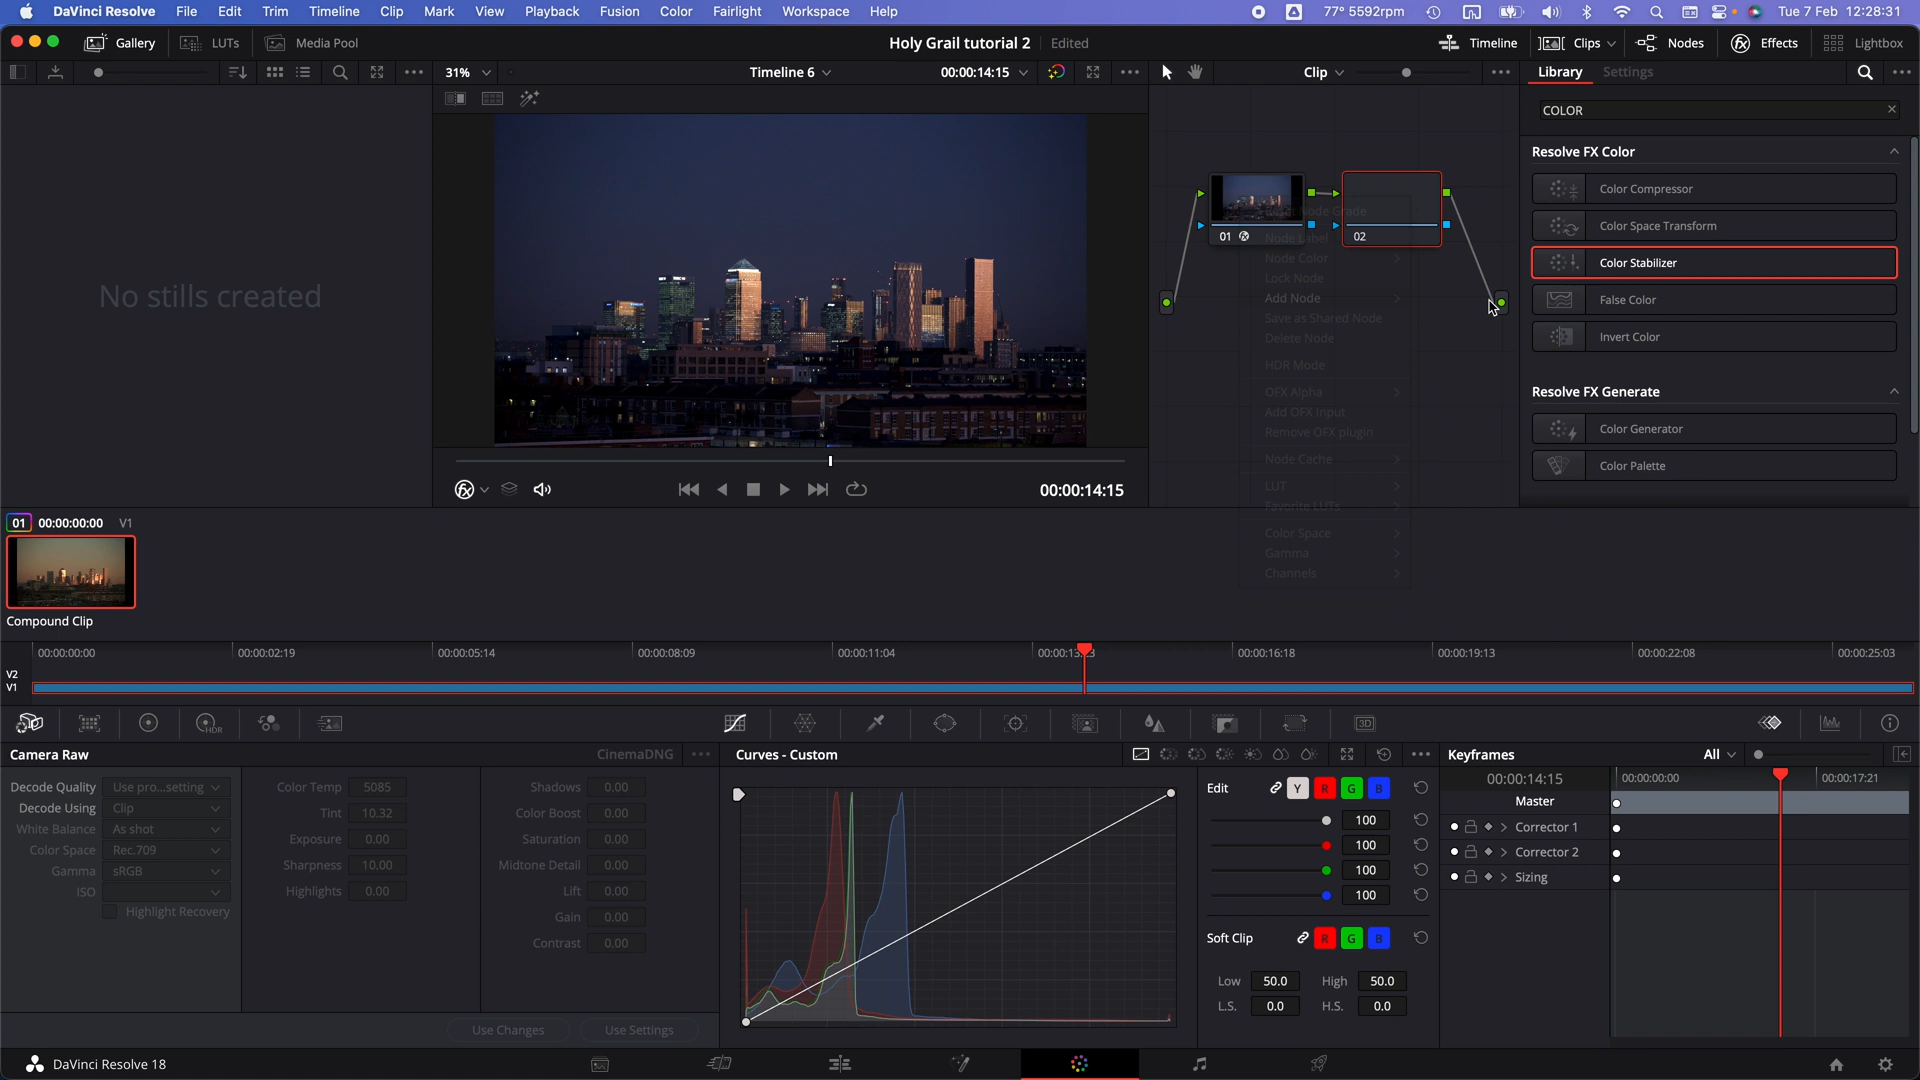 DaVinci Resolve File Edit Trim Timeline Clip Mark View Playback Fusion Color Fairlight Workspace Help 77° 5592rpm Tue 7 Feb 12:28:31
Gallery LUTs Media Pool Holy Grail tutorial 2 Edited Timeline Clips Nodes Effects Lightbox
31% Timeline 6 00:00:14:15 Clip Library Settings
COLOR
Resolve FX Color
Color Compressor
Color Space Transform
Color Stabilizer
False Color
Invert Color
Resolve FX Generate
Color Generator
Color Palette
No stills created
01 02
Node Grade
Node Label
Node Color
Lock Node
Add Node
Save as Shared Node
Delete Node
HDR Mode
OFX Alpha
Add OFX Input
Remove OFX plugin
Node Cache
LUT
Favorite LUTs
Color Space
Gamma
Channels
00:00:14:15
01 00:00:00:00 V1
Compound Clip
00:00:00:00 00:00:02:19 00:00:05:14 00:00:08:09 00:00:11:04 00:00:16:18 00:00:19:13 00:00:22:08 00:00:25:03
V2
V1
HDR 3D
Camera Raw CinemaDNG
Decode Quality Use pro...setting
Decode Using Clip
White Balance As shot
Color Space Rec.709
Gamma sRGB
ISO
Highlight Recovery
Color Temp 5085
Tint 10.32
Exposure 0.00
Sharpness 10.00
Highlights 0.00
Shadows 0.00
Color Boost 0.00
Saturation 0.00
Midtone Detail 0.00
Lift 0.00
Gain 0.00
Contrast 0.00
Use Changes Use Settings
Curves - Custom
Edit Y R G B
100
100
100
100
Soft Clip R G B
Low 50.0 High 50.0
L.S. 0.0 H.S. 0.0
Keyframes All
00:00:14:15 00:00:00:00 00:00:17:21
Master
Corrector 1
Corrector 2
Sizing
DaVinci Resolve 18